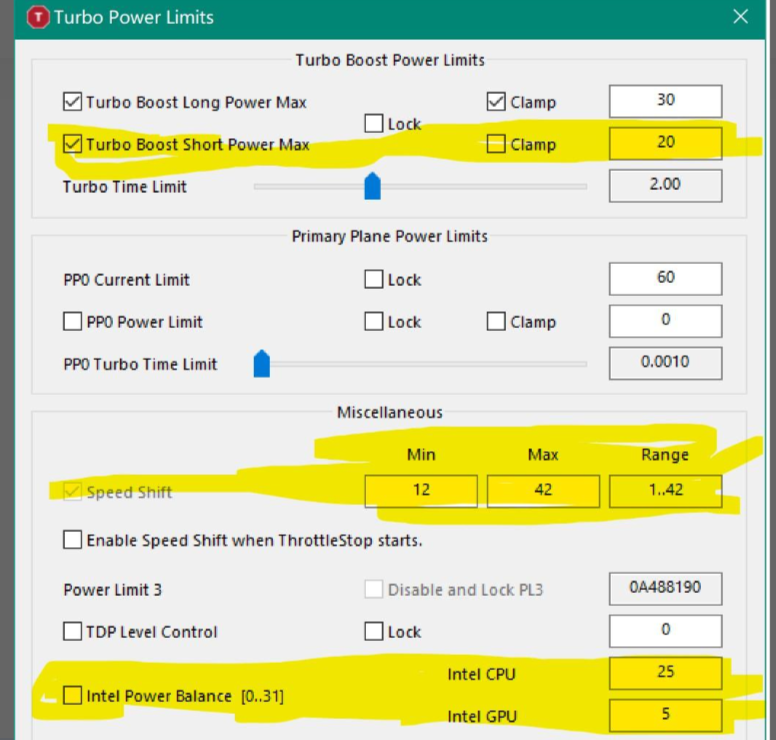 T Turbo Power Limits
Turbo Boost Power Limits
Turbo Boost Long Power Max Clamp 30
Lock
Turbo Boost Short Power Max Clamp 20
Turbo Time Limit 2.00
Primary Plane Power Limits
PP0 Current Limit Lock 60
PP0 Power Limit Lock Clamp 0
PP0 Turbo Time Limit 0.0010
Miscellaneous
Min Max Range
Speed Shift 12 42 1..42
Enable Speed Shift when ThrottleStop starts.
Power Limit 3 Disable and Lock PL3 0A488190
TDP Level Control Lock 0
Intel CPU 25
Intel Power Balance [0..31]
Intel GPU 5